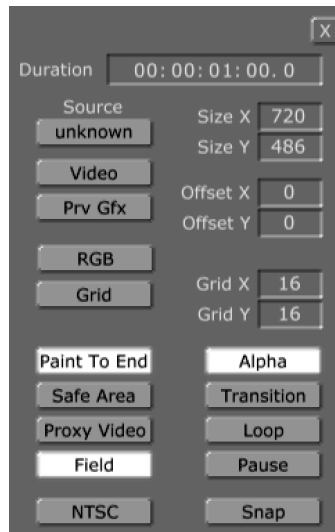 X
Duration 00:00:01:00.0
Source
unknown
Size X 720
Size Y 486
Video
Prv Gfx
Offset X 0
Offset Y 0
RGB
Grid
Grid X 16
Grid Y 16
Paint To End Alpha
Safe Area Transition
Proxy Video Loop
Field Pause
NTSC Snap